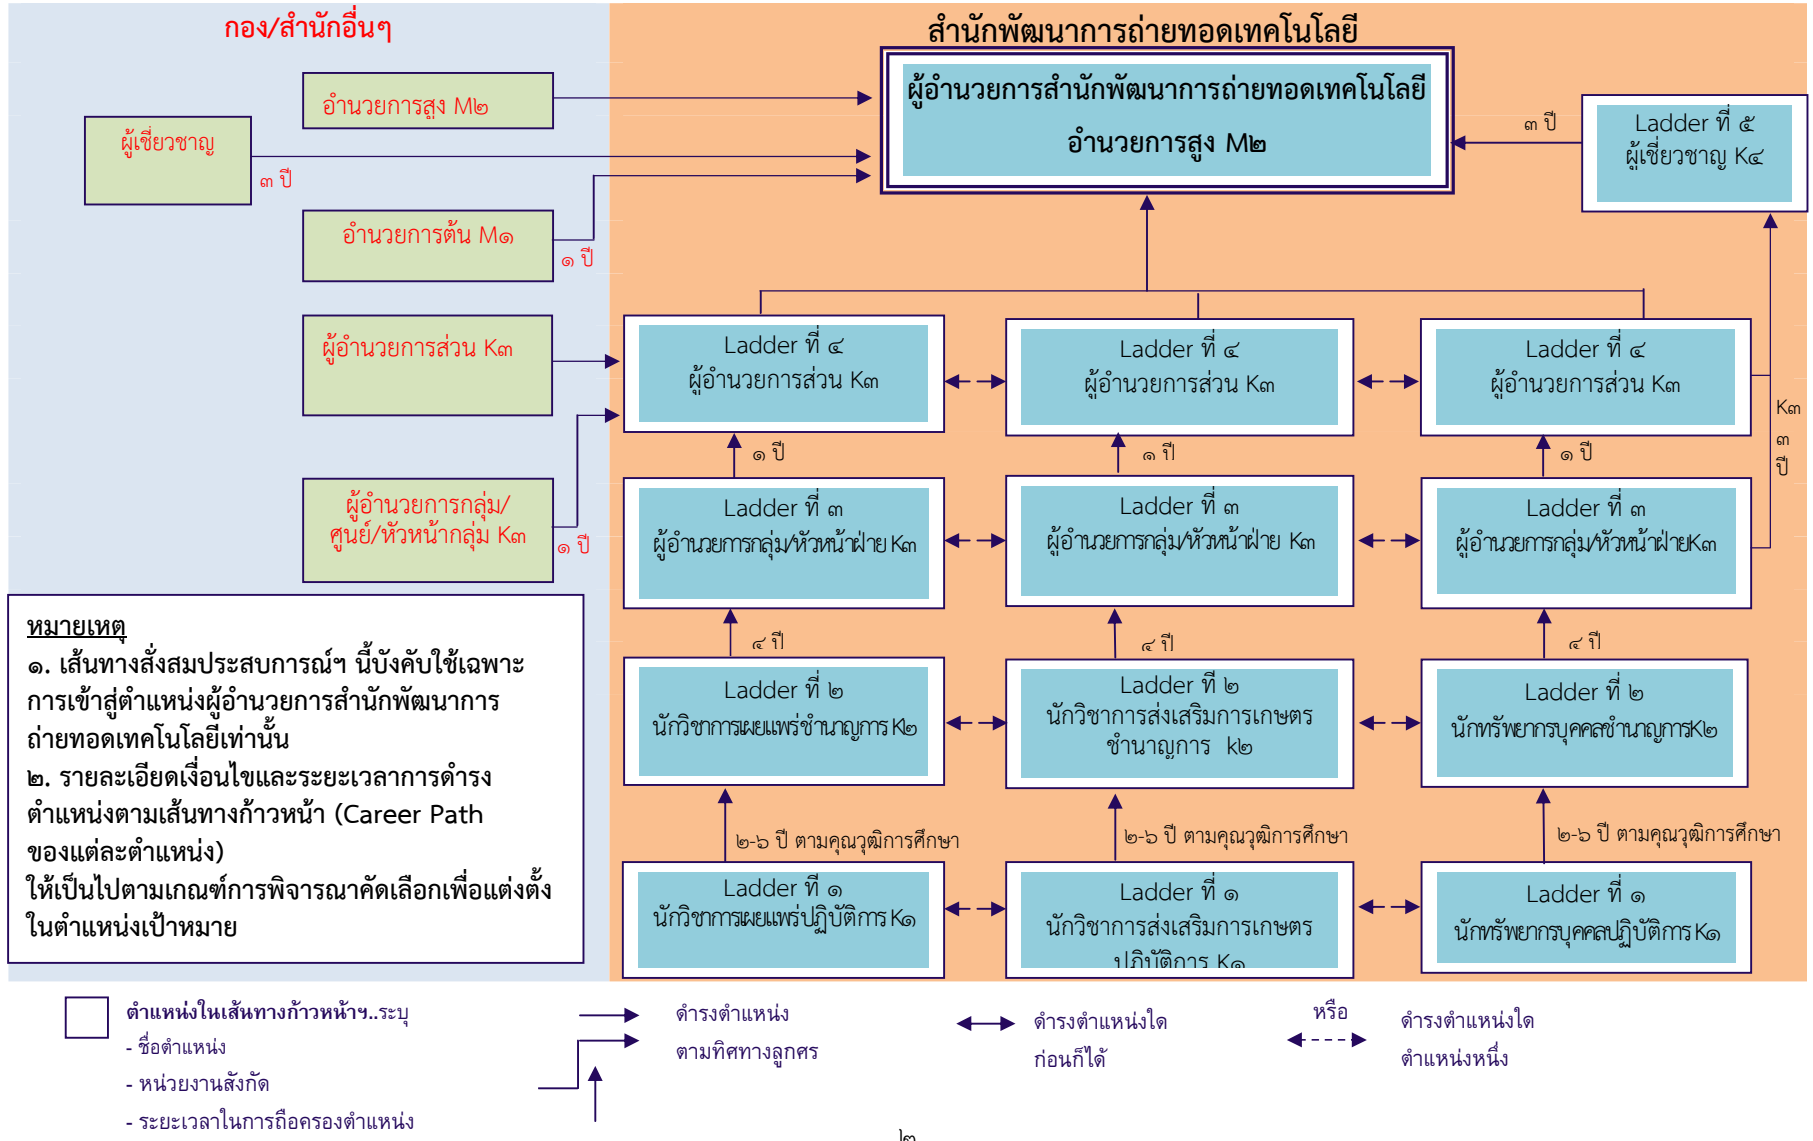 กอง/สำนักอื่นๆ
สำนักพัฒนาการถ่ายทอดเทคโนโลยี
อำนวยการสูง M๒
ผู้เชี่ยวชาญ
๓ ปี
อำนวยการต้น M๑
๑ ปี
ผู้อำนวยการสำนักพัฒนาการถ่ายทอดเทคโนโลยี
อำนวยการสูง M๒
๓ ปี
Ladder ที่ ๕
ผู้เชี่ยวชาญ K๔
ผู้อำนวยการส่วน K๓
Ladder ที่ ๔
ผู้อำนวยการส่วน K๓
Ladder ที่ ๔
ผู้อำนวยการส่วน K๓
Ladder ที่ ๔
ผู้อำนวยการส่วน K๓
K๓
๓
ปี
๑ ปี
๑ ปี
๑ ปี
ผู้อำนวยการกลุ่ม/
ศูนย์/หัวหน้ากลุ่ม K๓
๑ ปี
Ladder ที่ ๓
ผู้อำนวยการกลุ่ม/หัวหน้าฝ่าย K๓
Ladder ที่ ๓
ผู้อำนวยการกลุ่ม/หัวหน้าฝ่าย K๓
Ladder ที่ ๓
ผู้อำนวยการกลุ่ม/หัวหน้าฝ่ายK๓
๔ ปี
๔ ปี
๔ ปี
หมายเหตุ
๑. เส้นทางสั่งสมประสบการณ์ฯ นี้บังคับใช้เฉพาะ
การเข้าสู่ตำแหน่งผู้อำนวยการสำนักพัฒนาการ
ถ่ายทอดเทคโนโลยีเท่านั้น
๒. รายละเอียดเงื่อนไขและระยะเวลาการดำรง
ตำแหน่งตามเส้นทางก้าวหน้า (Career Path
ของแต่ละตำแหน่ง)
ให้เป็นไปตามเกณฑ์การพิจารณาคัดเลือกเพื่อแต่งตั้ง
ในตำแหน่งเป้าหมาย
Ladder ที่ ๒
นักวิชาการเผยแพร่ชำนาญการ K๒
Ladder ที่ ๒
นักวิชาการส่งเสริมการเกษตร
ชำนาญการ k๒
Ladder ที่ ๒
นักทรัพยากรบุคคลชำนาญการK๒
๒-๖ ปี ตามคุณวุฒิการศึกษา
๒-๖ ปี ตามคุณวุฒิการศึกษา
๒-๖ ปี ตามคุณวุฒิการศึกษา
Ladder ที่ ๑
นักวิชาการเผยแพร่ปฏิบัติการ K๑
Ladder ที่ ๑
นักวิชาการส่งเสริมการเกษตร
ปฏิบัติการ K๑
Ladder ที่ ๑
นักทรัพยากรบุคคลปฏิบัติการ K๑
ตำแหน่งในเส้นทางก้าวหน้าฯ..ระบุ
- ชื่อตำแหน่ง
- หน่วยงานสังกัด
- ระยะเวลาในการถือครองตำแหน่ง
ดำรงตำแหน่ง
ตามทิศทางลูกศร
ดำรงตำแหน่งใด
ก่อนก็ได้
หรือ
ดำรงตำแหน่งใด
ตำแหน่งหนึ่ง
๒